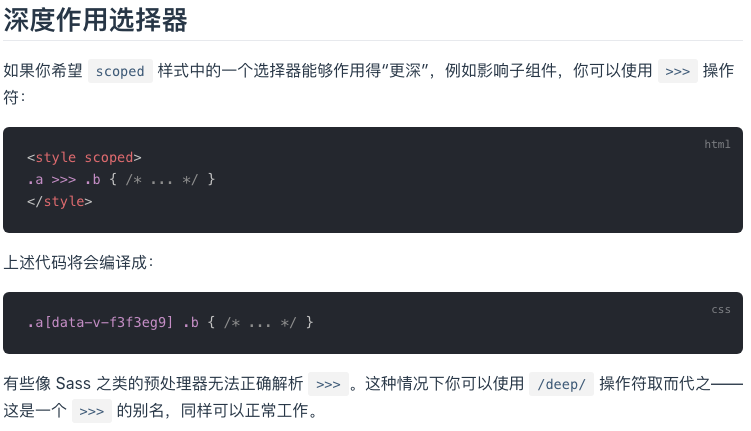 深度作用选择器
如果你希望 scoped 样式中的一个选择器能够作用得“更深”，例如影响子组件，你可以使用 >>> 操作
符：
html
<style scoped>
.a >>> .b { /* ... */ }
</style>
上述代码将会编译成：
css
.a[data-v-f3f3eg9] .b { /* ... */ }
有些像 Sass 之类的预处理器无法正确解析 >>>。这种情况下你可以使用 /deep/ 操作符取而代之——
这是一个 >>> 的别名，同样可以正常工作。